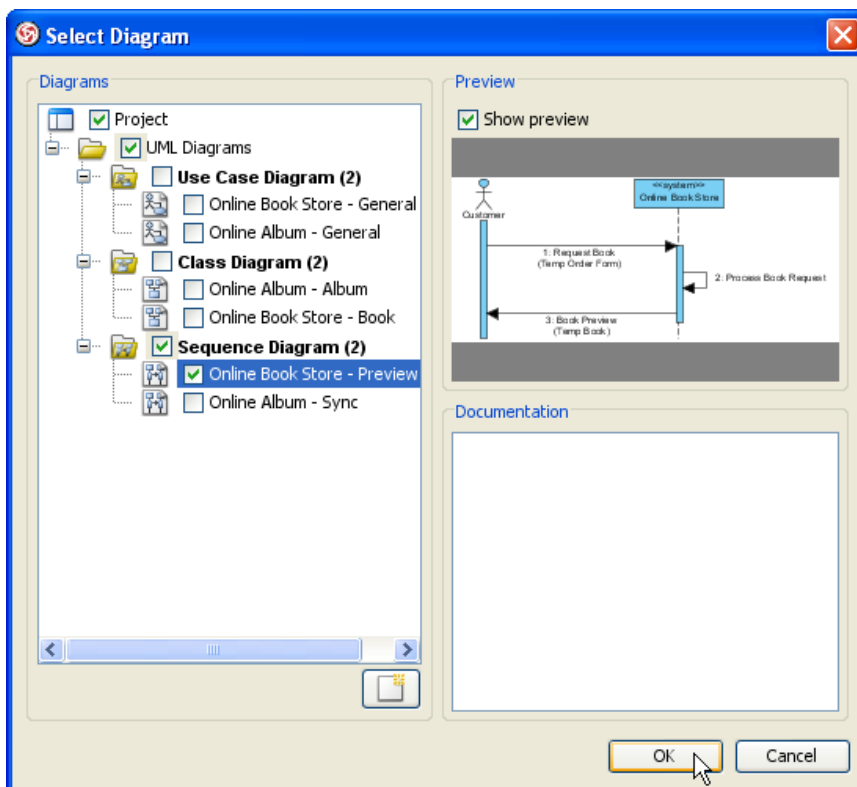 Select Diagram
Diagrams
Project
UML Diagrams
Use Case Diagram (2)
Online Book Store - General
Online Album - General
Class Diagram (2)
Online Album - Album
Online Book Store - Book
Sequence Diagram (2)
Online Book Store - Preview
Online Album - Sync
Preview
Show preview
Customer
<<system>>
Online BookStore
1: Request Book
(Temp Order Form)
2: Process Book Request
3: Book Preview
(Temp Book)
Documentation
OK
Cancel